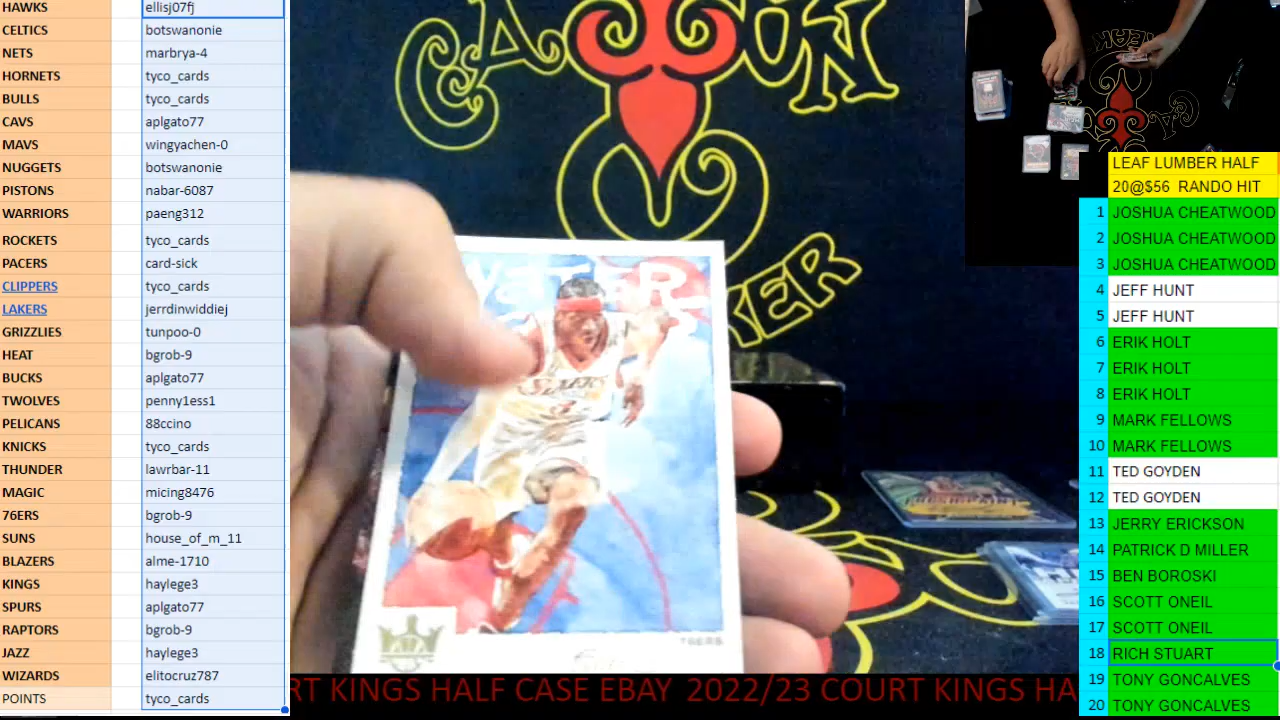 HAWKS ellisj07fj
CELTICS botswanonie
NETS marbrya-4
HORNETS tyco_cards
BULLS tyco_cards
CAVS aplgato77
MAVS wingyachen-0
NUGGETS botswanonie
PISTONS nabar-6087
WARRIORS paeng312
ROCKETS tyco_cards
PACERS card-sick
CLIPPERS tyco_cards
LAKERS jerrdinwiddiej
GRIZZLIES tunpoo-0
HEAT bgrob-9
BUCKS aplgato77
TWOLVES penny1ess1
PELICANS 88ccino
KNICKS tyco_cards
THUNDER lawrbar-11
MAGIC micing8476
76ERS bgrob-9
SUNS house_of_m_11
BLAZERS alme-1710
KINGS haylege3
SPURS aplgato77
RAPTORS bgrob-9
JAZZ haylege3
WIZARDS elitocruz787
POINTS tyco_cards
76ERS
RT KINGS HALF CASE EBAY 2022/23 COURT KINGS HA
LEAF LUMBER HALF
20@$56 RANDO HIT
1 JOSHUA CHEATWOOD
2 JOSHUA CHEATWOOD
3 JOSHUA CHEATWOOD
4 JEFF HUNT
5 JEFF HUNT
6 ERIK HOLT
7 ERIK HOLT
8 ERIK HOLT
9 MARK FELLOWS
10 MARK FELLOWS
11 TED GOYDEN
12 TED GOYDEN
13 JERRY ERICKSON
14 PATRICK D MILLER
15 BEN BOROSKI
16 SCOTT ONEIL
17 SCOTT ONEIL
18 RICH STUART
19 TONY GONCALVES
20 TONY GONCALVES